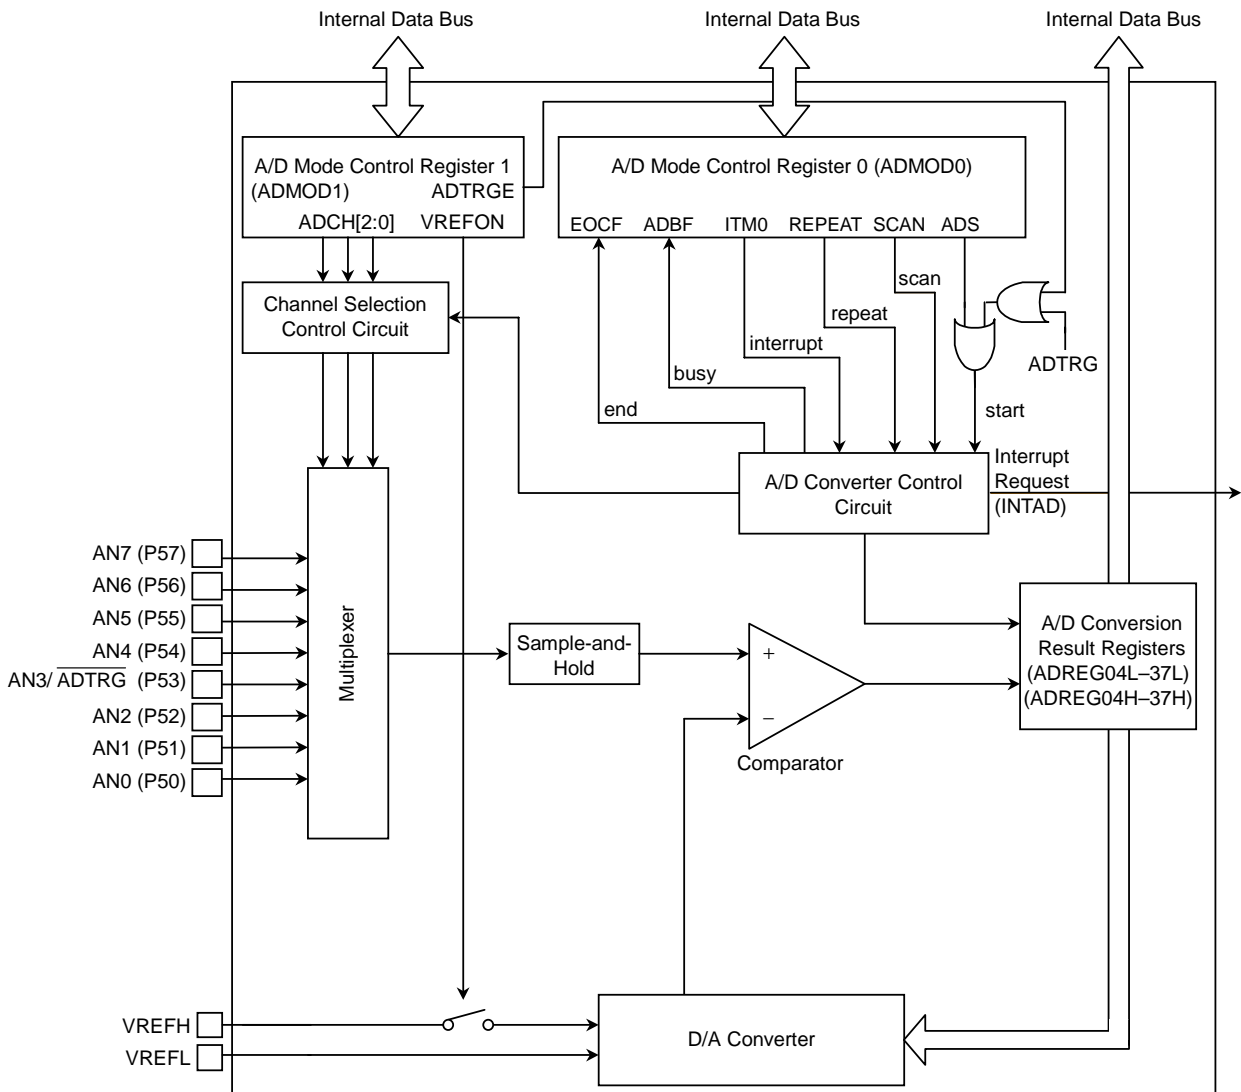 Internal Data Bus
Internal Data Bus
Internal Data Bus
A/D Mode Control Register 1
(ADMOD1)
ADTRGE
ADCH[2:0]
VREFON
A/D Mode Control Register 0 (ADMOD0)
EOCF
ADBF
ITM0
REPEAT
SCAN
ADS
Channel Selection
Control Circuit
scan
repeat
interrupt
busy
end
ADTRG
start
A/D Converter Control
Circuit
Interrupt
Request
(INTAD)
AN7 (P57)
AN6 (P56)
AN5 (P55)
AN4 (P54)
AN3/ ADTRG (P53)
AN2 (P52)
AN1 (P51)
AN0 (P50)
Multiplexer
Sample-and-
Hold
+
−
Comparator
A/D Conversion
Result Registers
(ADREG04L–37L)
(ADREG04H–37H)
VREFH
VREFL
D/A Converter